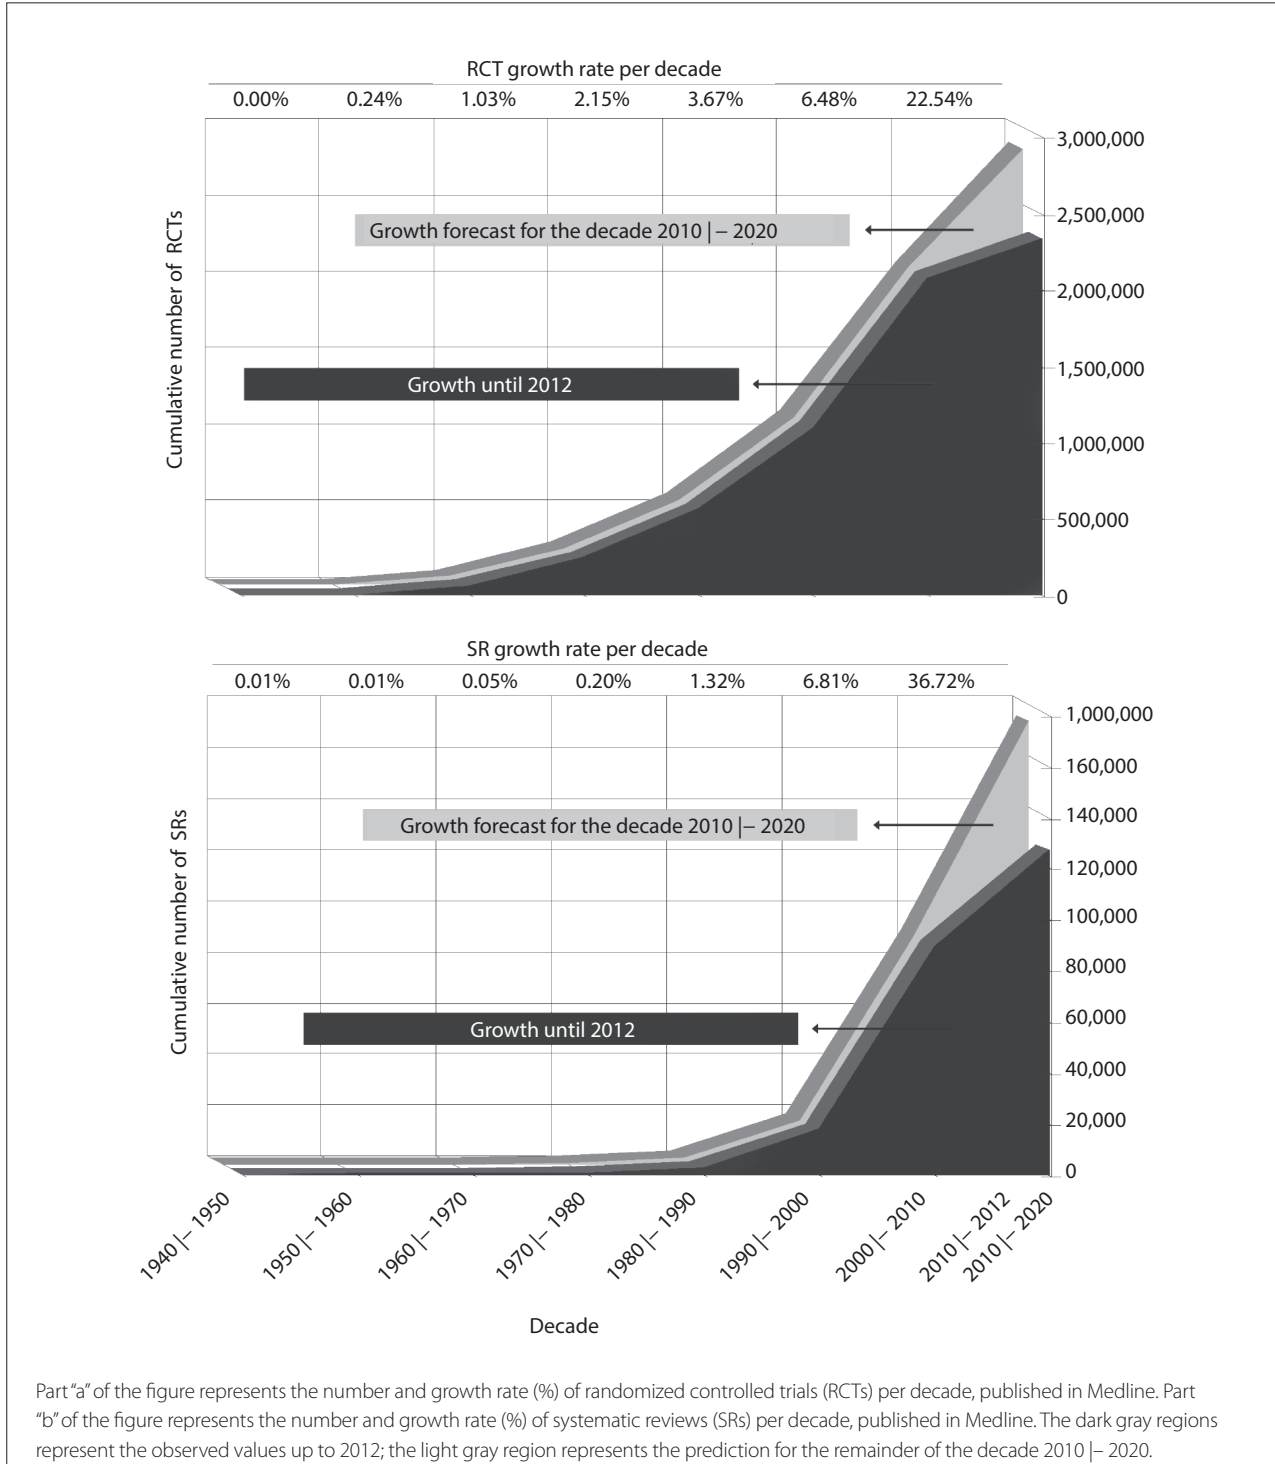 RCT growth rate per decade
0.00% 0.24% 1.03% 2.15% 3.67% 6.48% 22.54%
3,000,000
2,500,000
2,000,000
1,500,000
1,000,000
500,000
0
Cumulative number of RCTs
Growth forecast for the decade 2010 |– 2020
Growth until 2012
SR growth rate per decade
0.01% 0.01% 0.05% 0.20% 1.32% 6.81% 36.72%
1,000,000
160,000
140,000
120,000
100,000
80,000
60,000
40,000
20,000
0
Cumulative number of SRs
Growth forecast for the decade 2010 |– 2020
Growth until 2012
1940 |– 1950
1950 |– 1960
1960 |– 1970
1970 |– 1980
1980 |– 1990
1990 |– 2000
2000 |– 2010
2010 |– 2012
2010 |– 2020
Decade
Part “a” of the figure represents the number and growth rate (%) of randomized controlled trials (RCTs) per decade, published in Medline. Part
“b” of the figure represents the number and growth rate (%) of systematic reviews (SRs) per decade, published in Medline. The dark gray regions
represent the observed values up to 2012; the light gray region represents the prediction for the remainder of the decade 2010 |– 2020.